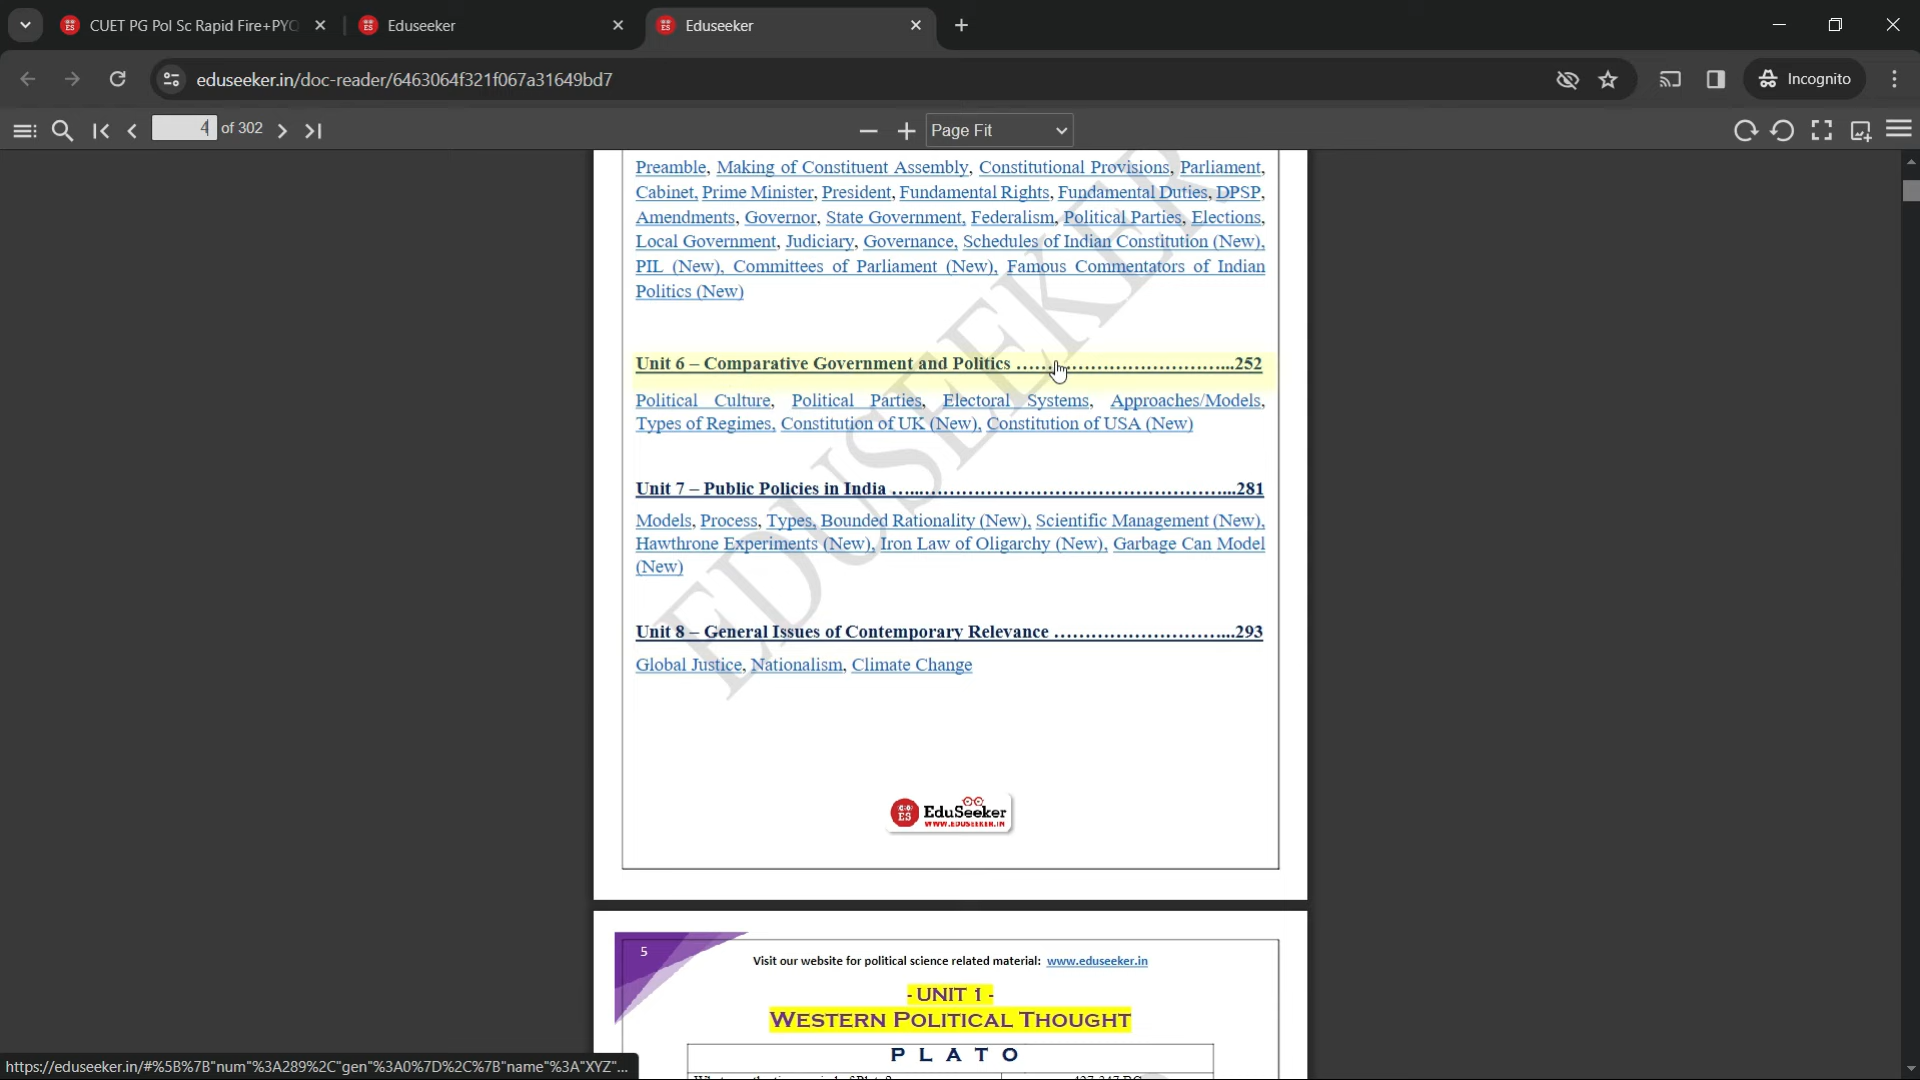 CUET PG Pol Sc Rapid Fire+PYQ
Eduseeker
Eduseeker
eduseeker.in/doc-reader/6463064f321f067a31649bd7
Incognito
4 of 302
Page Fit
Preamble, Making of Constituent Assembly, Constitutional Provisions, Parliament,
Cabinet, Prime Minister, President, Fundamental Rights, Fundamental Duties, DPSP,
Amendments, Governor, State Government, Federalism, Political Parties, Elections,
Local Government, Judiciary, Governance, Schedules of Indian Constitution (New),
PIL (New), Committees of Parliament (New), Famous Commentators of Indian
Politics (New)
Unit 6 – Comparative Government and Politics ……………………………...252
Political Culture, Political Parties, Electoral Systems, Approaches/Models,
Types of Regimes, Constitution of UK (New), Constitution of USA (New)
Unit 7 – Public Policies in India …...………………………………………...281
Models, Process, Types, Bounded Rationality (New), Scientific Management (New),
Hawthrone Experiments (New), Iron Law of Oligarchy (New), Garbage Can Model
(New)
Unit 8 – General Issues of Contemporary Relevance ………………………...293
Global Justice, Nationalism, Climate Change
EDUSEEKER
ES
EduSeeker
WWW.EDUSEEKER.IN
5
Visit our website for political science related material: www.eduseeker.in
- UNIT 1 -
WESTERN POLITICAL THOUGHT
PLATO
https://eduseeker.in/#%5B%7B"num"%3A289%2C"gen"%3A0%7D%2C%7B"name"%3A"XYZ"...